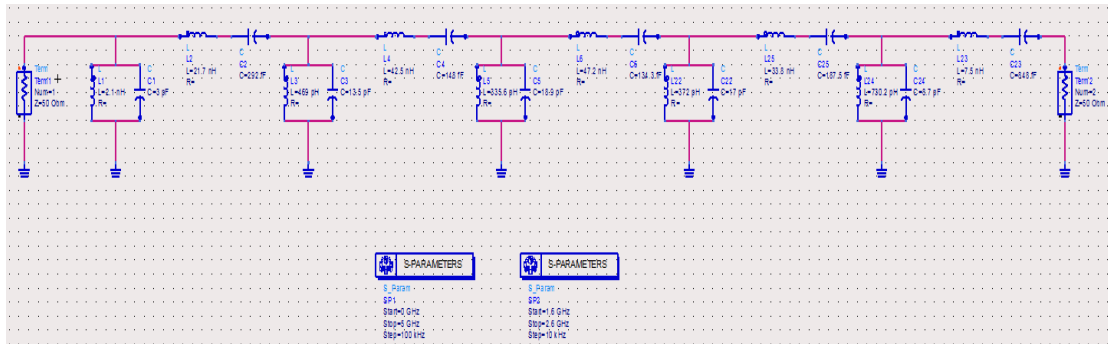 L
L2
L=21.7 nH
R=
C
C2
C=292 fF
L
L4
L=42.5 nH
R=
C
C4
C=148 fF
L
L6
L=47.2 nH
R=
C
C6
C=134.3 fF
L
L25
L=33.8 nH
R=
C
C25
C=187.5 fF
L
L23
L=7.5 nH
R=
C
C23
C=848 fF
Term
Term1
Num=1
Z=50 Ohm
L
L1
L=2.1 nH
R=
C
C1
C=3 pF
L
L3
L=469 pH
R=
C
C3
C=13.5 pF
L
L5
L=335.6 pH
R=
C
C5
C=18.9 pF
L
L22
L=372 pH
R=
C
C22
C=17 pF
L
L24
L=730.2 pH
R=
C
C24
C=8.7 pF
Term
Term2
Num=2
Z=50 Ohm
S-PARAMETERS
S_Param
SP1
Start=0 GHz
Stop=5 GHz
Step=100 kHz
S-PARAMETERS
S_Param
SP2
Start=1.6 GHz
Stop=2.6 GHz
Step=10 kHz